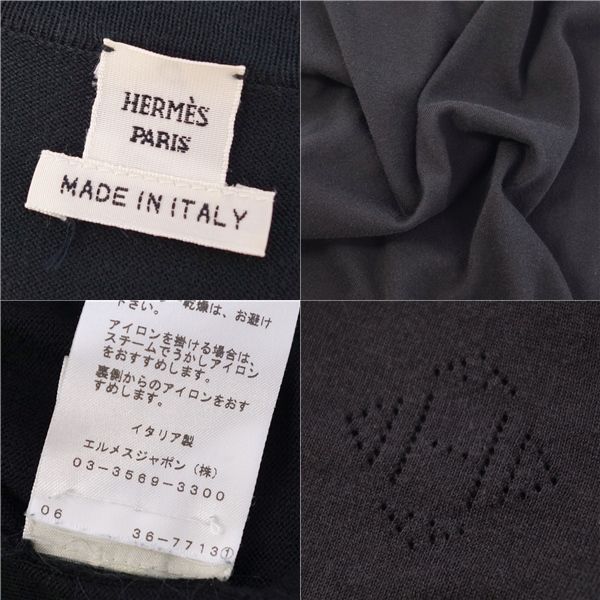 HERMÈS
PARIS
MADE IN ITALY
乾燥は、お避け
下さい。
アイロンを掛ける場合は、
スチームでうかしアイロン
をおすすめします。
裏側からのアイロンをおす
すめします。
イタリア製
エルメスジャポン(株)
03-3569-3300
06
36-7713①
H